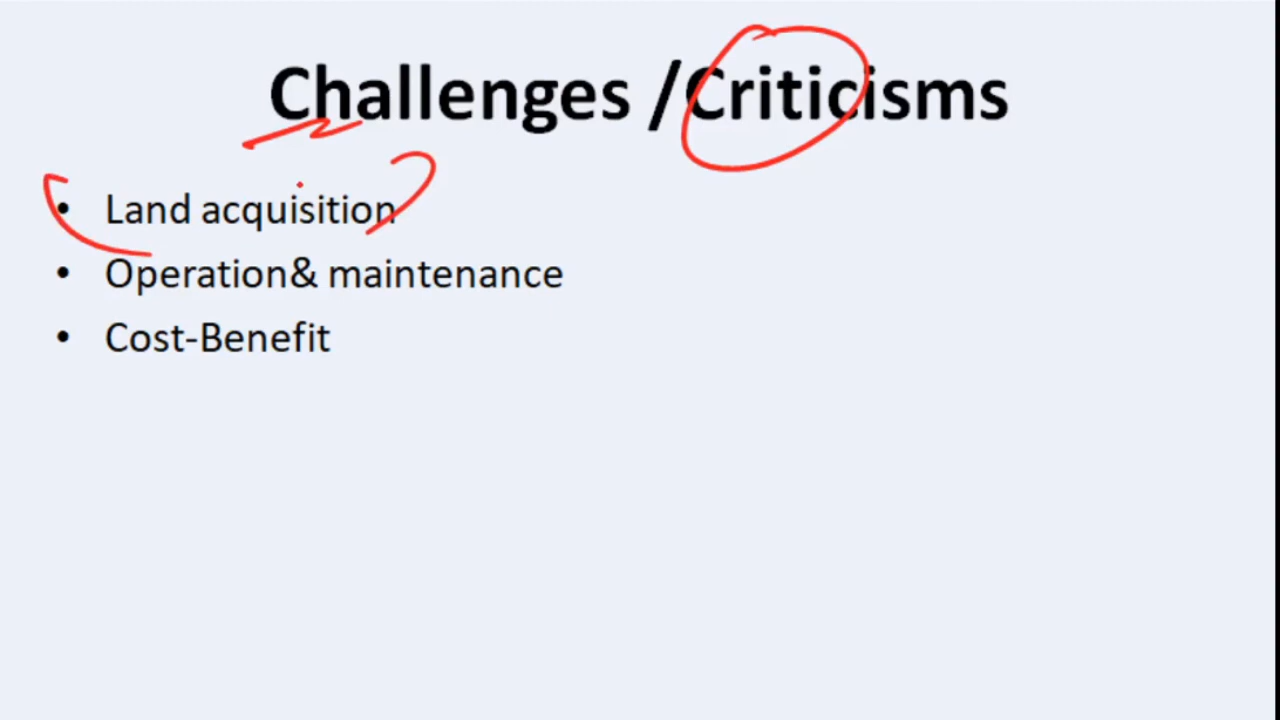 Challenges /Criticisms
• Land acquisition
• Operation& maintenance
• Cost-Benefit